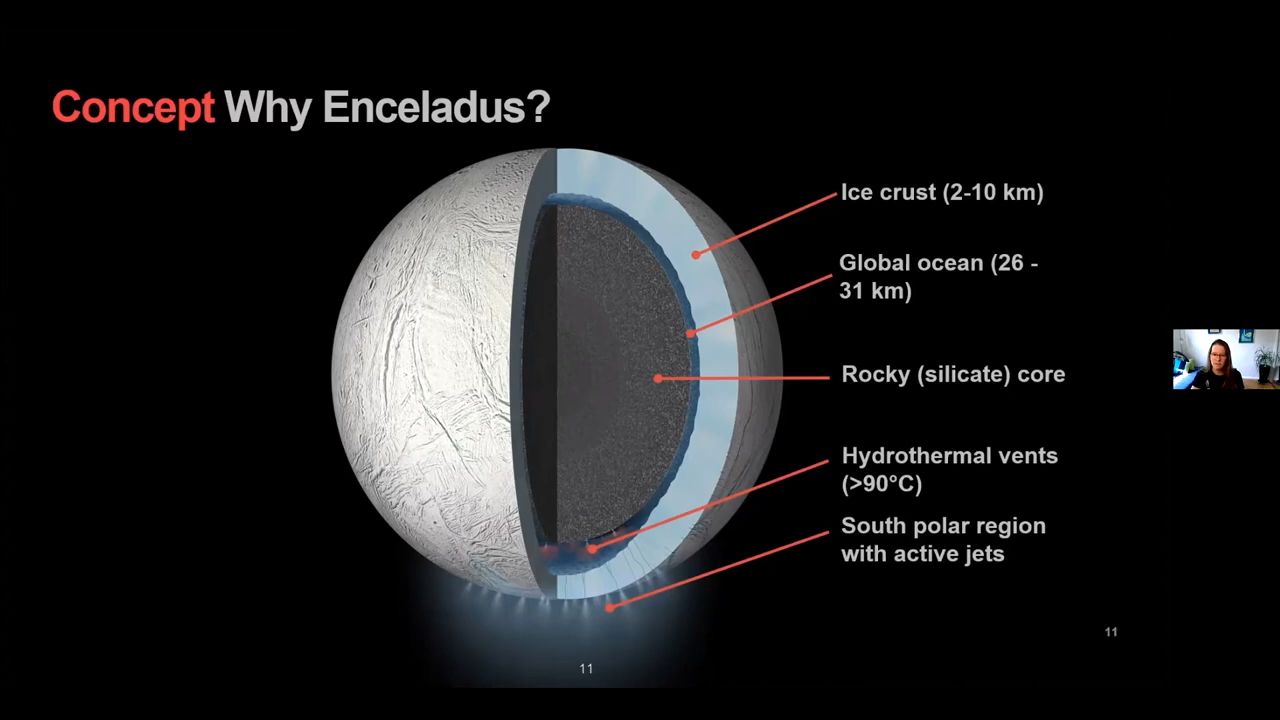 Concept Why Enceladus?
Ice crust (2-10 km)
Global ocean (26 -
31 km)
Rocky (silicate) core
Hydrothermal vents
(>90°C)
South polar region
with active jets
11
11